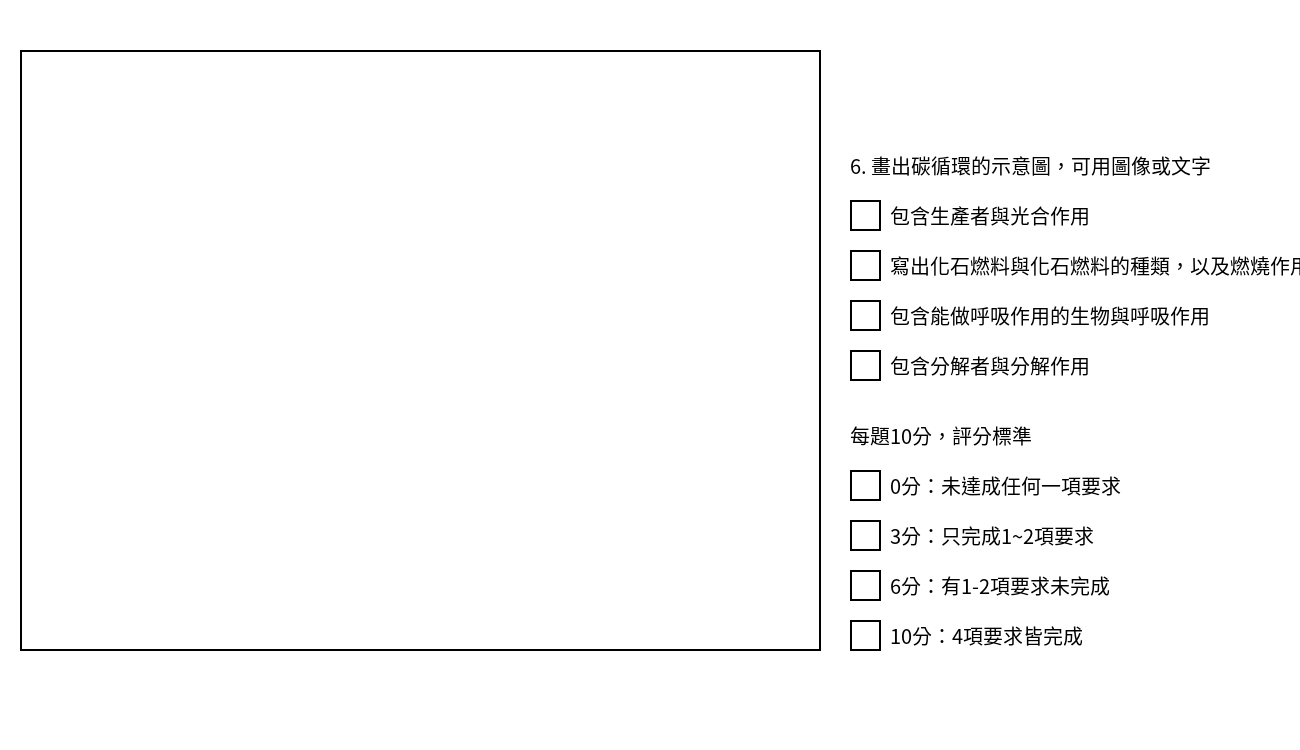 6. 畫出碳循環的示意圖，可用圖像或文字
包含生產者與光合作用
寫出化石燃料與化石燃料的種類，以及燃燒作用
包含能做呼吸作用的生物與呼吸作用
包含分解者與分解作用
每題10分，評分標準
0分：未達成任何一項要求
3分：只完成1~2項要求
6分：有1-2項要求未完成
10分：4項要求皆完成